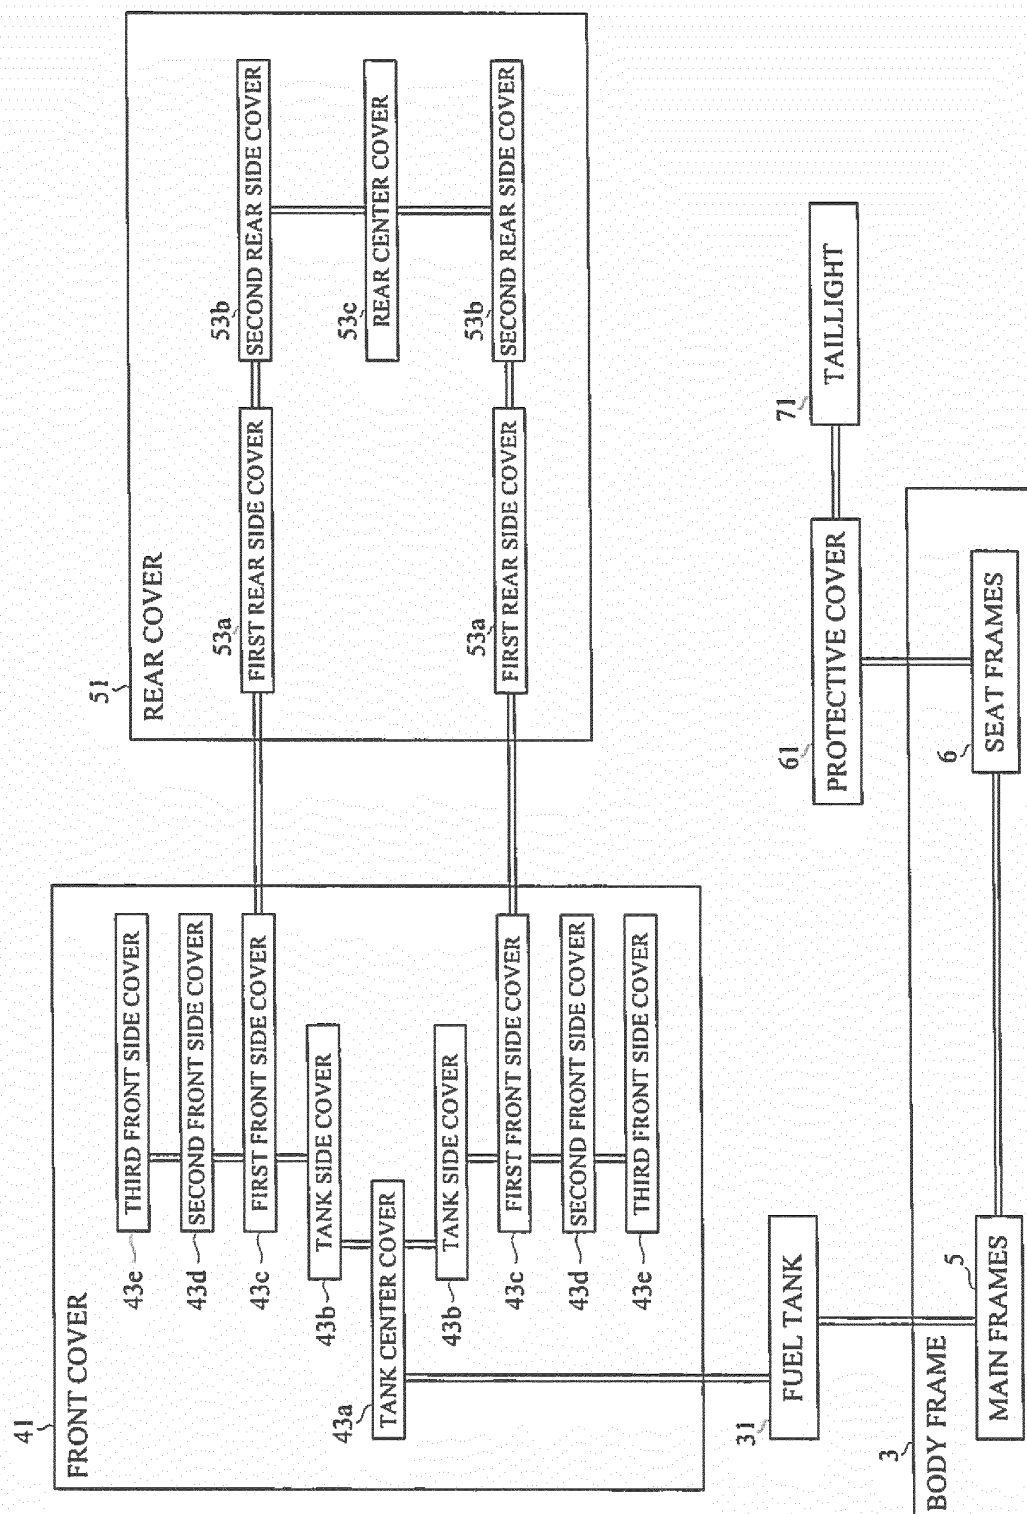 41
FRONT COVER
43e
THIRD FRONT SIDE COVER
43d
SECOND FRONT SIDE COVER
43c
FIRST FRONT SIDE COVER
43b
TANK SIDE COVER
43a
TANK CENTER COVER
43b
TANK SIDE COVER
43c
FIRST FRONT SIDE COVER
43d
SECOND FRONT SIDE COVER
43e
THIRD FRONT SIDE COVER
51
REAR COVER
53a
FIRST REAR SIDE COVER
53b
SECOND REAR SIDE COVER
53c
REAR CENTER COVER
53a
FIRST REAR SIDE COVER
53b
SECOND REAR SIDE COVER
31
FUEL TANK
61
PROTECTIVE COVER
71
TAILLIGHT
3
BODY FRAME
5
MAIN FRAMES
6
SEAT FRAMES